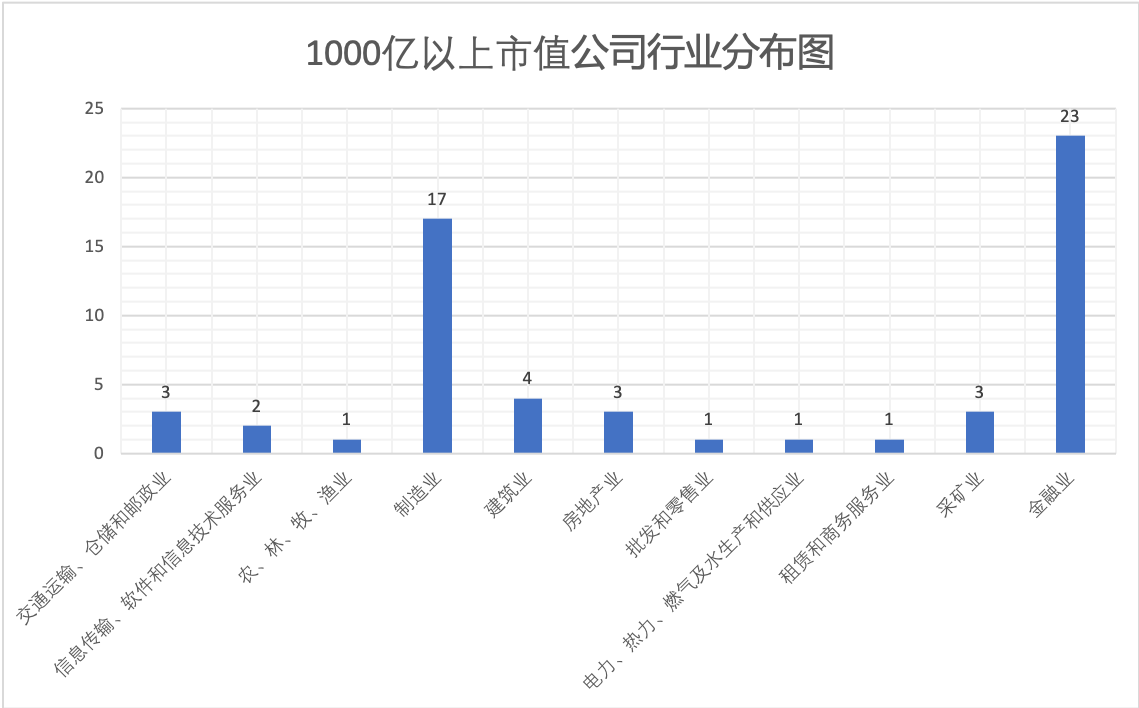 1000亿以上市值公司行业分布图
25
20
15
10
5
0
3
2
1
17
4
3
1
1
1
3
23
交通运输、仓储和邮政业
信息传输、软件和信息技术服务业
农、林、牧、渔业
制造业
建筑业
房地产业
批发和零售业
电力、热力、燃气及水生产和供应业
租赁和商务服务业
采矿业
金融业